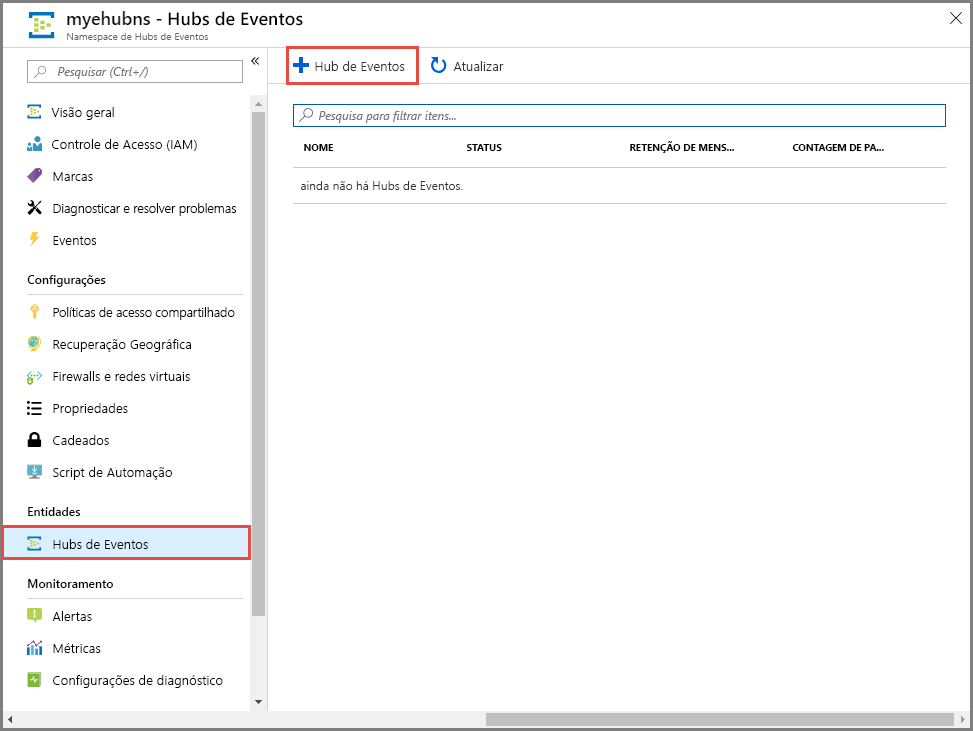 myehubns - Hubs de Eventos
Namespace de Hubs de Eventos
Pesquisar (Ctrl+/)
«
Visão geral
Controle de Acesso (IAM)
Marcas
Diagnosticar e resolver problemas
Eventos
Configurações
Políticas de acesso compartilhado
Recuperação Geográfica
Firewalls e redes virtuais
Propriedades
Cadeados
Script de Automação
Entidades
Hubs de Eventos
Monitoramento
Alertas
Métricas
Configurações de diagnóstico
Hub de Eventos Atualizar
Pesquisa para filtrar itens...
NOME STATUS RETENÇÃO DE MENS... CONTAGEM DE PA...
ainda não há Hubs de Eventos.